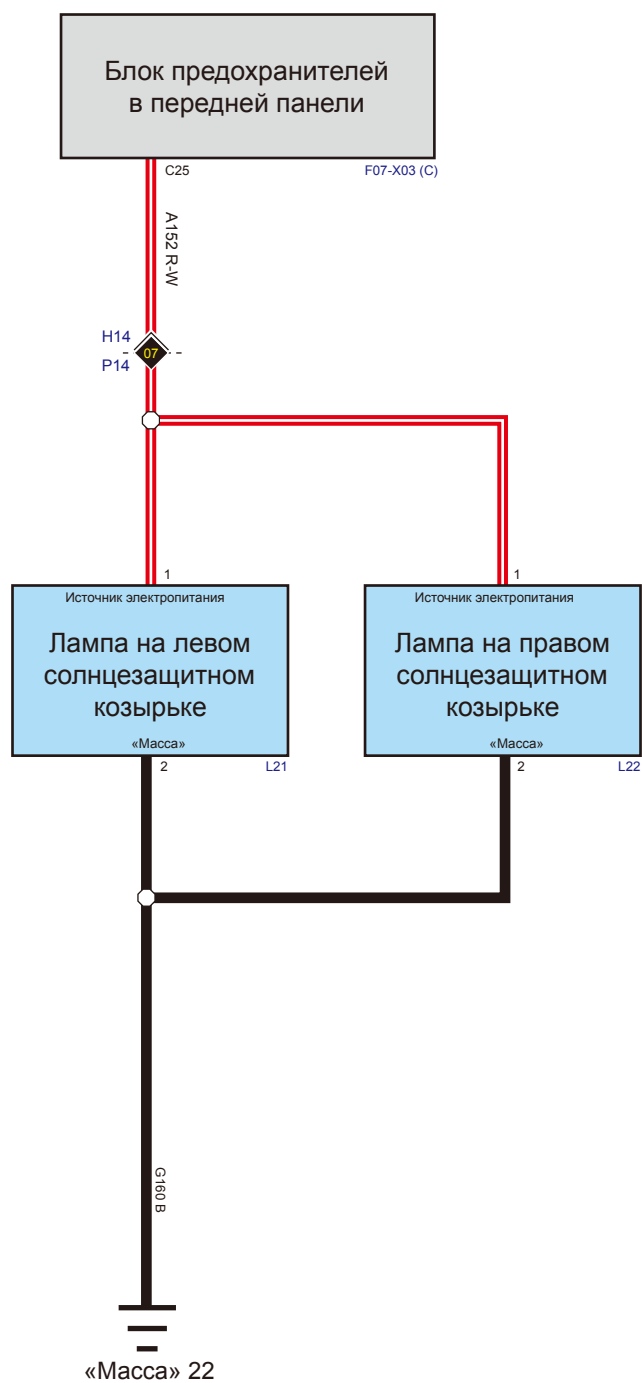 Блок предохранителей
в передней панели
C25
F07-X03 (C)
A152 R-W
H14
07
P14
1
1
Источник электропитания
Лампа на левом
солнцезащитном
козырьке
«Масса»
2
L21
Источник электропитания
Лампа на правом
солнцезащитном
козырьке
«Масса»
2
L22
G160 B
«Масса» 22